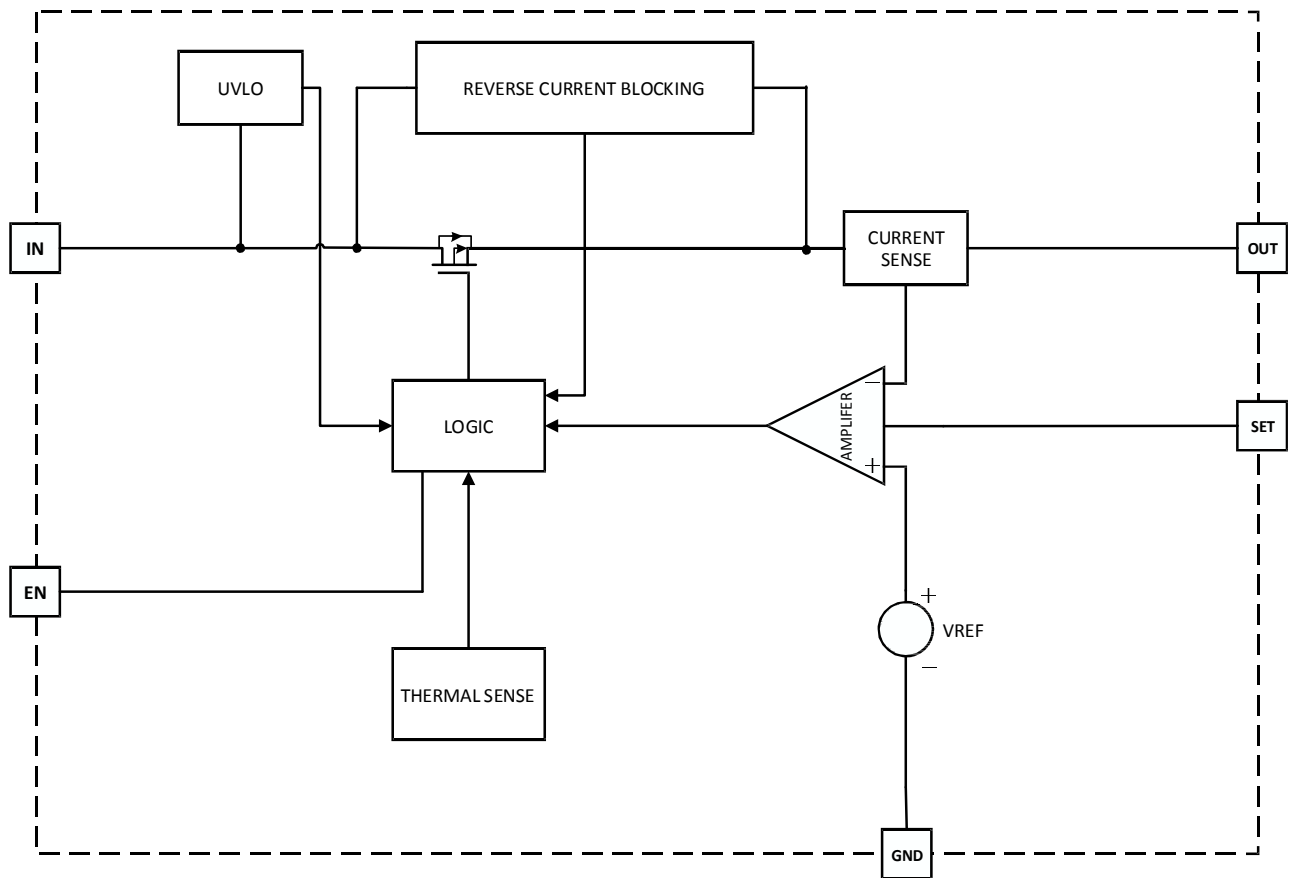 UVLO
REVERSE CURRENT BLOCKING
IN
CURRENT
SENSE
OUT
LOGIC
AMPLIFER
−
+
SET
EN
THERMAL SENSE
+
VREF
−
GND